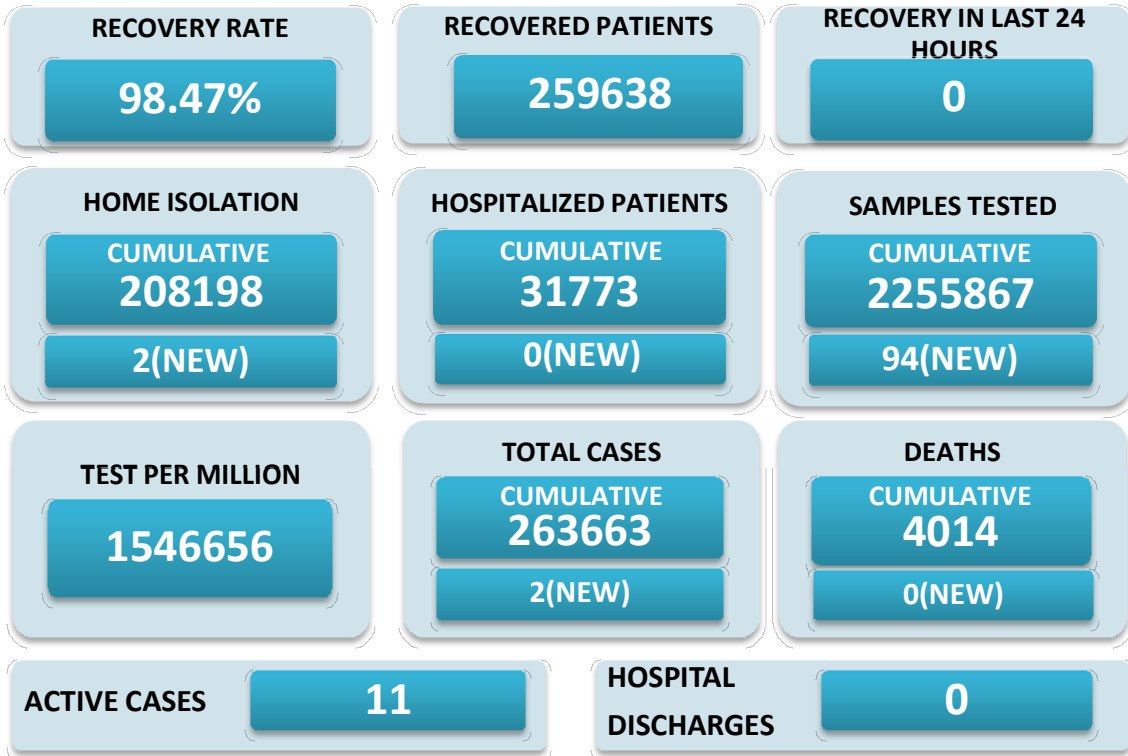 RECOVERY RATE
98.47%
RECOVERED PATIENTS
259638
RECOVERY IN LAST 24
HOURS
0
HOME ISOLATION
CUMULATIVE
208198
2(NEW)
HOSPITALIZED PATIENTS
CUMULATIVE
31773
0(NEW)
SAMPLES TESTED
CUMULATIVE
2255867
94(NEW)
TEST PER MILLION
1546656
TOTAL CASES
CUMULATIVE
263663
2(NEW)
DEATHS
CUMULATIVE
4014
0(NEW)
ACTIVE CASES
11
HOSPITAL
DISCHARGES
0